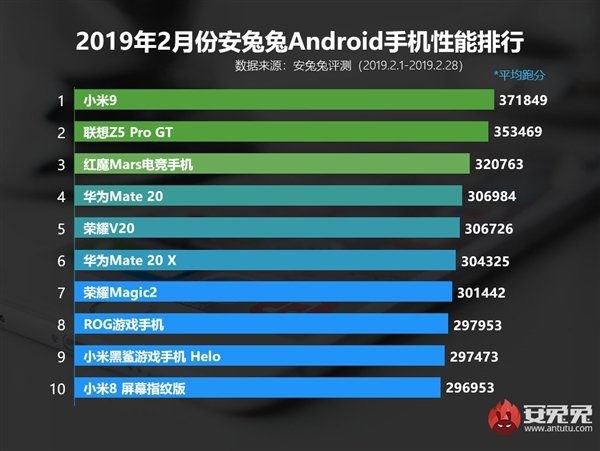 2019年2月份安兔兔Android手机性能排行
数据来源：安兔兔评测（2019.2.1-2019.2.28）
*平均跑分
1 小米9 371849
2 联想Z5 Pro GT 353469
3 红魔Mars电竞手机 320763
4 华为Mate 20 306984
5 荣耀V20 306726
6 华为Mate 20 X 304325
7 荣耀Magic2 301442
8 ROG游戏手机 297953
9 小米黑鲨游戏手机 Helo 297473
10 小米8 屏幕指纹版 296953
安兔兔
www.antutu.com